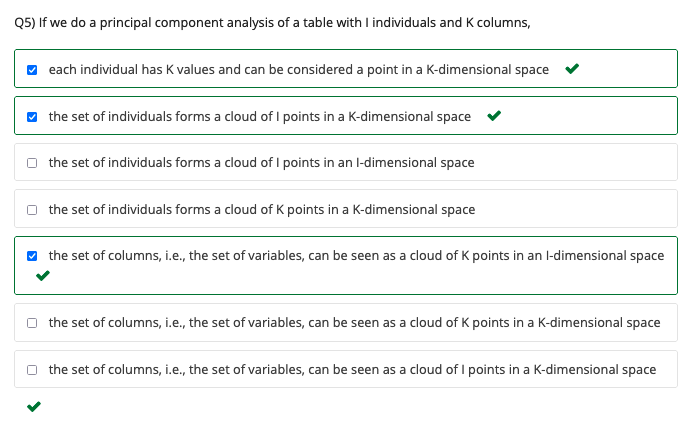 Q5) If we do a principal component analysis of a table with I individuals and K columns,
each individual has K values and can be considered a point in a K-dimensional space
the set of individuals forms a cloud of I points in a K-dimensional space
the set of individuals forms a cloud of I points in an I-dimensional space
the set of individuals forms a cloud of K points in a K-dimensional space
the set of columns, i.e., the set of variables, can be seen as a cloud of K points in an I-dimensional space
the set of columns, i.e., the set of variables, can be seen as a cloud of K points in a K-dimensional space
the set of columns, i.e., the set of variables, can be seen as a cloud of I points in a K-dimensional space